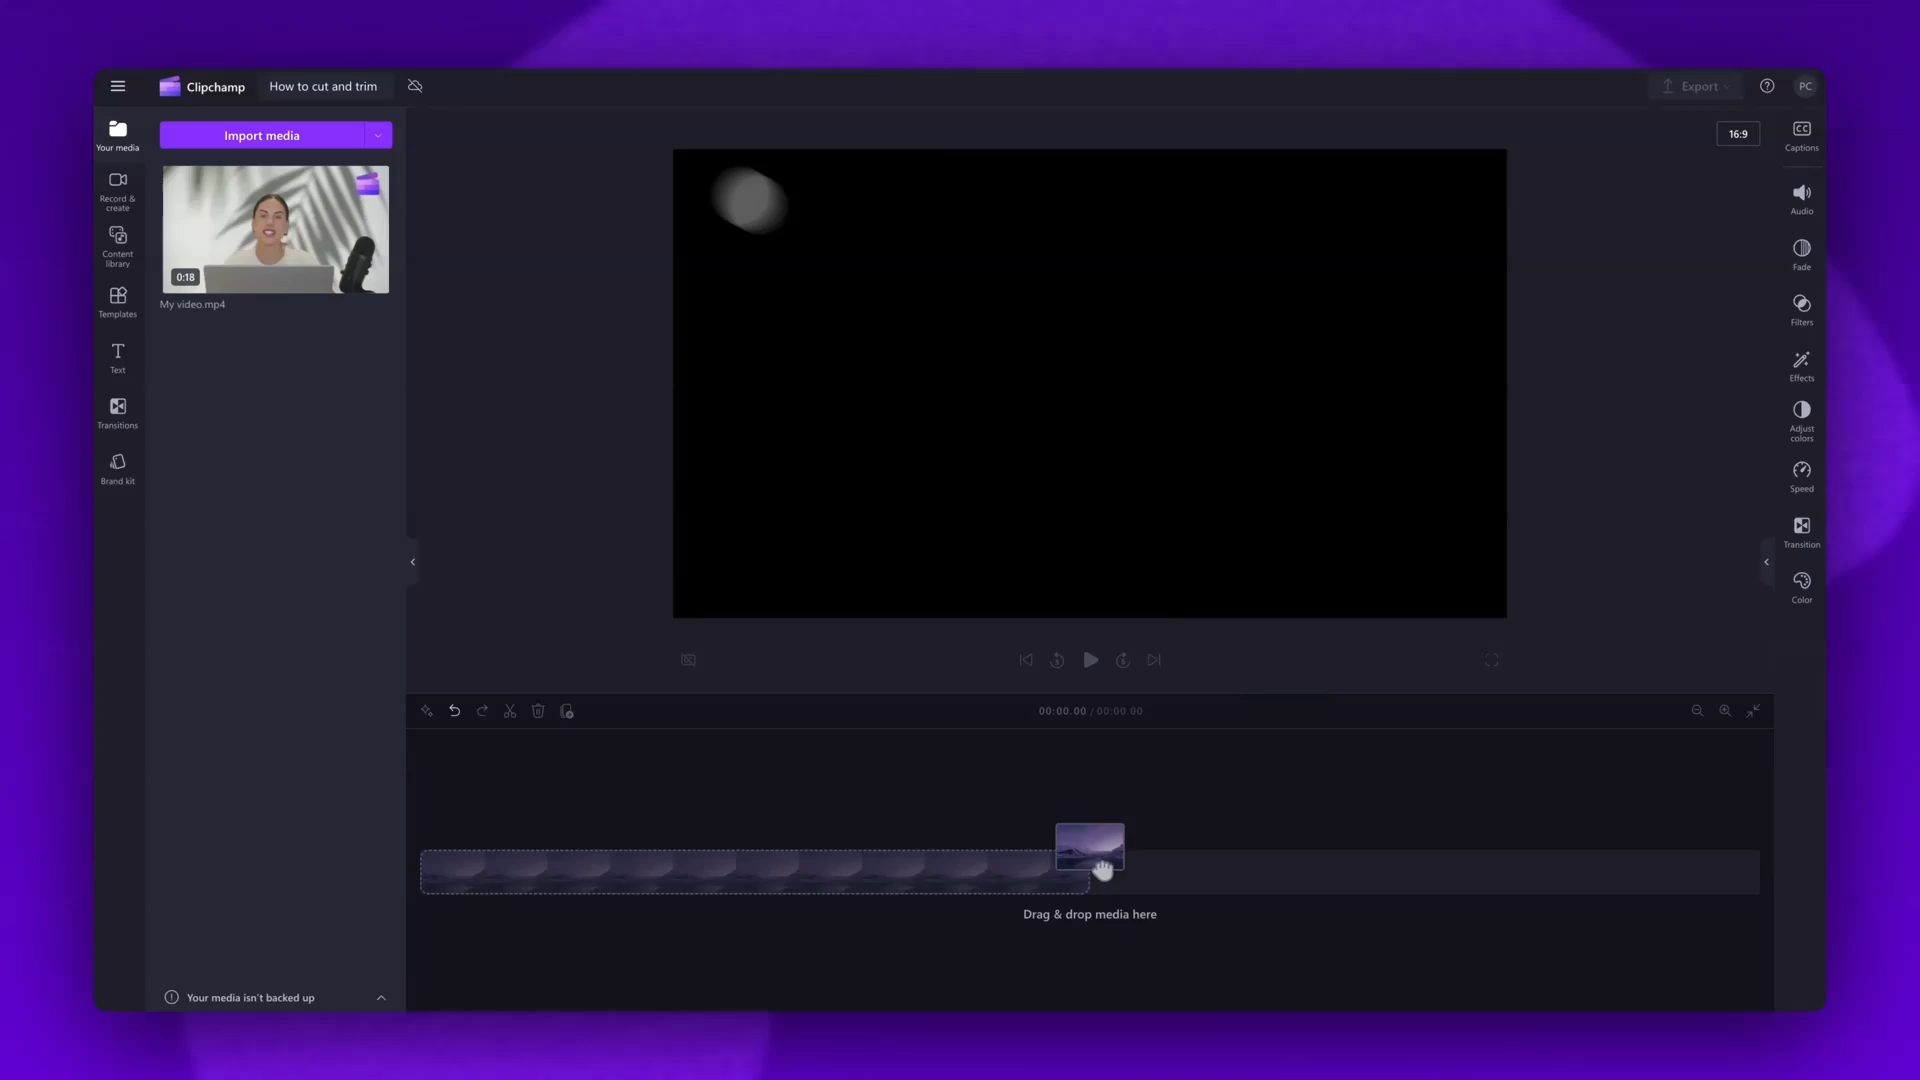 Clipchamp
How to cut and trim
Export
PC
Your media
Import media
16:9
CC
Captions
Record &
create
Audio
Content
library
Fade
0:18
My video.mp4
Templates
Filters
Text
Effects
Transitions
Adjust
colors
Brand kit
Speed
Transition
Color
00:00.00 / 00:00.00
Drag & drop media here
Your media isn't backed up